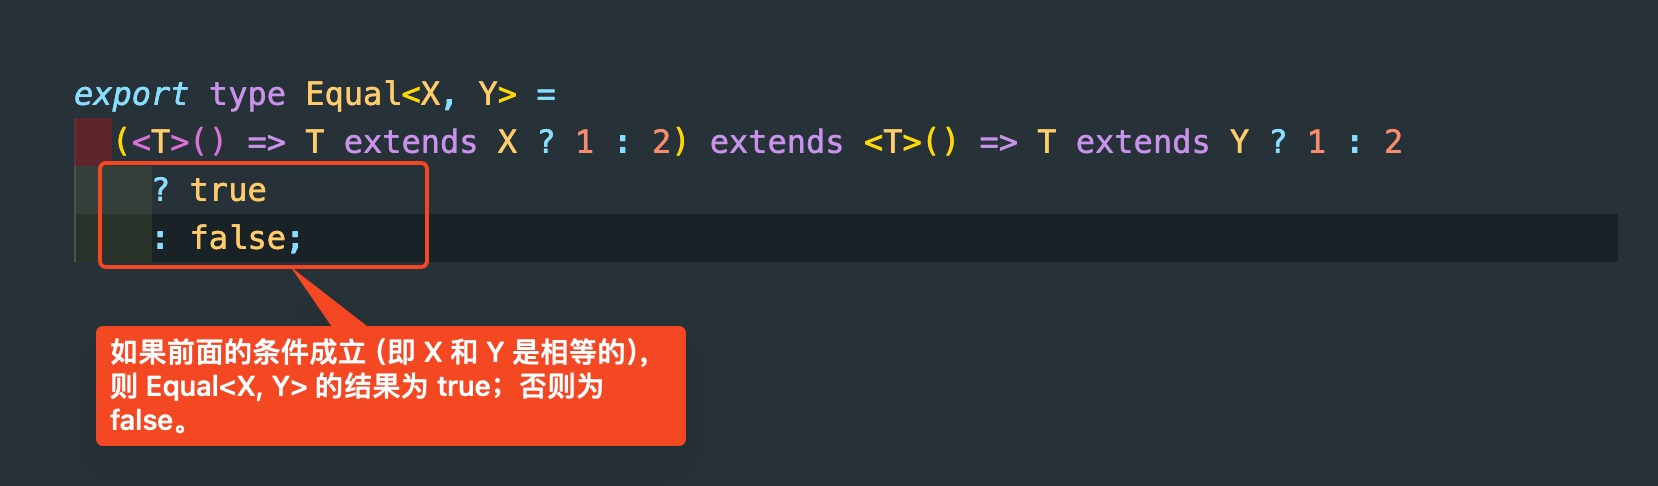 export type Equal<X, Y> =
(<T>() => T extends X ? 1 : 2) extends <T>() => T extends Y ? 1 : 2
? true
: false;
如果前面的条件成立 (即 X 和 Y 是相等的)，
则 Equal<X, Y> 的结果为 true；否则为
false。